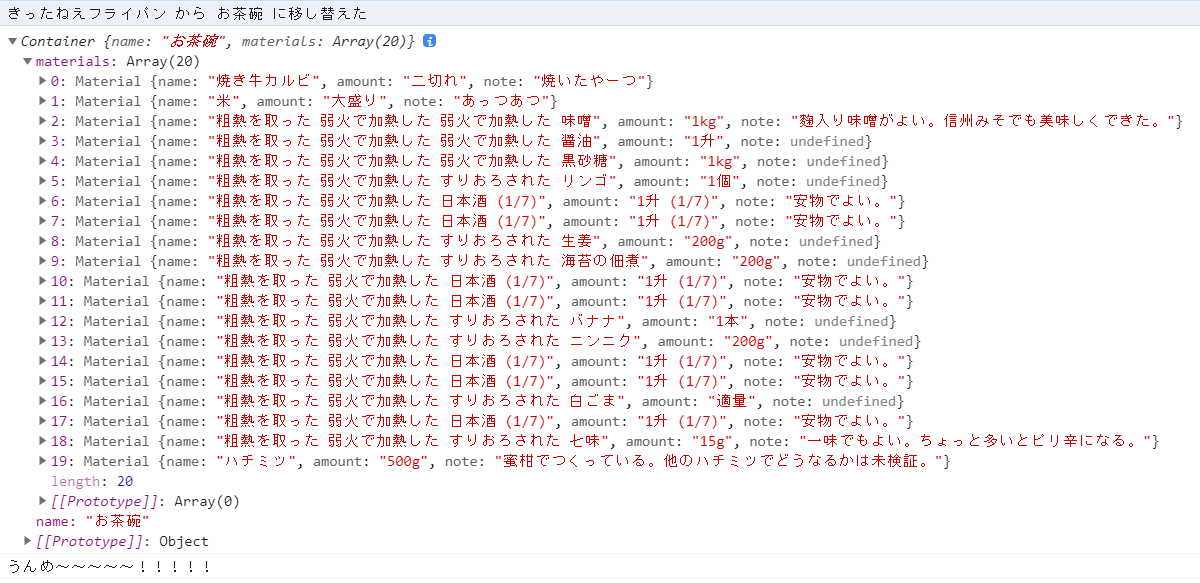 きったねえフライパン から お茶碗 に移し替えた
▼Container {name: "お茶碗", materials: Array(20)} i
▼materials: Array(20)
▶0: Material {name: "焼き牛カルビ", amount: "二切れ", note: "焼いたやーつ"}
▶1: Material {name: "米", amount: "大盛り", note: "あっつあつ"}
▶2: Material {name: "粗熱を取った 弱火で加熱した 弱火で加熱した 味噌", amount: "1kg", note: "麹入り味噌がよい。信州みそでも美味しくできた。"}
▶3: Material {name: "粗熱を取った 弱火で加熱した 弱火で加熱した 醤油", amount: "1升", note: undefined}
▶4: Material {name: "粗熱を取った 弱火で加熱した 弱火で加熱した 黒砂糖", amount: "1kg", note: undefined}
▶5: Material {name: "粗熱を取った 弱火で加熱した すりおろされた リンゴ", amount: "1個", note: undefined}
▶6: Material {name: "粗熱を取った 弱火で加熱した 日本酒 (1/7)", amount: "1升 (1/7)", note: "安物でよい。"}
▶7: Material {name: "粗熱を取った 弱火で加熱した 日本酒 (1/7)", amount: "1升 (1/7)", note: "安物でよい。"}
▶8: Material {name: "粗熱を取った 弱火で加熱した すりおろされた 生姜", amount: "200g", note: undefined}
▶9: Material {name: "粗熱を取った 弱火で加熱した すりおろされた 海苔の佃煮", amount: "200g", note: undefined}
▶10: Material {name: "粗熱を取った 弱火で加熱した 日本酒 (1/7)", amount: "1升 (1/7)", note: "安物でよい。"}
▶11: Material {name: "粗熱を取った 弱火で加熱した 日本酒 (1/7)", amount: "1升 (1/7)", note: "安物でよい。"}
▶12: Material {name: "粗熱を取った 弱火で加熱した すりおろされた バナナ", amount: "1本", note: undefined}
▶13: Material {name: "粗熱を取った 弱火で加熱した すりおろされた ニンニク", amount: "200g", note: undefined}
▶14: Material {name: "粗熱を取った 弱火で加熱した 日本酒 (1/7)", amount: "1升 (1/7)", note: "安物でよい。"}
▶15: Material {name: "粗熱を取った 弱火で加熱した 日本酒 (1/7)", amount: "1升 (1/7)", note: "安物でよい。"}
▶16: Material {name: "粗熱を取った 弱火で加熱した すりおろされた 白ごま", amount: "適量", note: undefined}
▶17: Material {name: "粗熱を取った 弱火で加熱した 日本酒 (1/7)", amount: "1升 (1/7)", note: "安物でよい。"}
▶18: Material {name: "粗熱を取った 弱火で加熱した すりおろされた 七味", amount: "15g", note: "一味でもよい。ちょっと多いとピリ辛になる。"}
▶19: Material {name: "ハチミツ", amount: "500g", note: "蜜柑でつくっている。他のハチミツでどうなるかは未検証。"}
length: 20
▶[[Prototype]]: Array(0)
name: "お茶碗"
▶[[Prototype]]: Object
うんめ～～～～～！！！！！